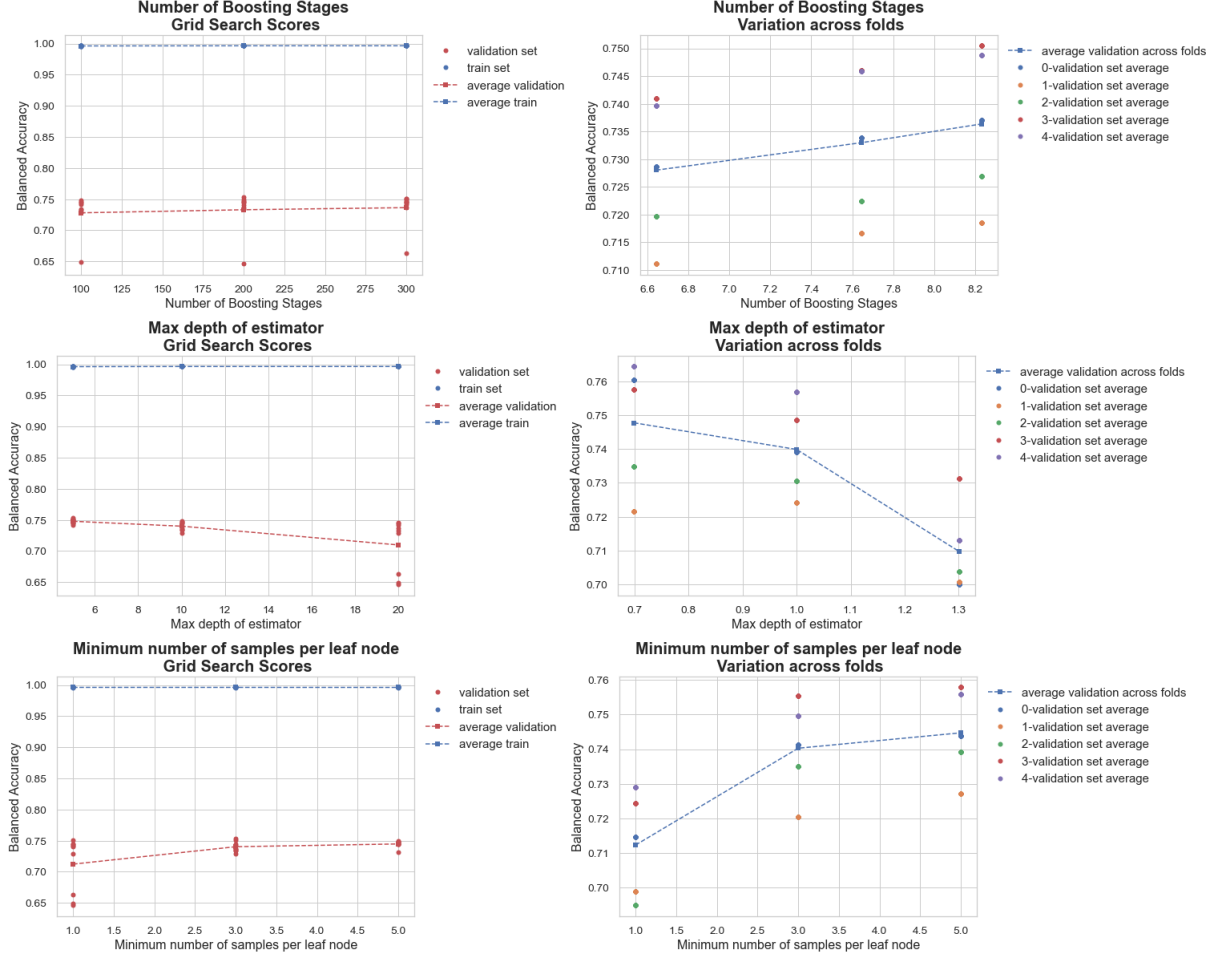 Number of Boosting Stages
Grid Search Scores
1.00
0.95
0.90
0.85
0.80
0.75
0.70
0.65
Balanced Accuracy
100 125 150 175 200 225 250 275 300
Number of Boosting Stages
validation set
train set
average validation
average train
Number of Boosting Stages
Variation across folds
0.750
0.745
0.740
0.735
0.730
0.725
0.720
0.715
0.710
Balanced Accuracy
6.6 6.8 7.0 7.2 7.4 7.6 7.8 8.0 8.2
Number of Boosting Stages
average validation across folds
0-validation set average
1-validation set average
2-validation set average
3-validation set average
4-validation set average
Max depth of estimator
Grid Search Scores
1.00
0.95
0.90
0.85
0.80
0.75
0.70
0.65
Balanced Accuracy
6 8 10 12 14 16 18 20
Max depth of estimator
validation set
train set
average validation
average train
Max depth of estimator
Variation across folds
0.76
0.75
0.74
0.73
0.72
0.71
0.70
Balanced Accuracy
0.7 0.8 0.9 1.0 1.1 1.2 1.3
Max depth of estimator
average validation across folds
0-validation set average
1-validation set average
2-validation set average
3-validation set average
4-validation set average
Minimum number of samples per leaf node
Grid Search Scores
1.00
0.95
0.90
0.85
0.80
0.75
0.70
0.65
Balanced Accuracy
1.0 1.5 2.0 2.5 3.0 3.5 4.0 4.5 5.0
Minimum number of samples per leaf node
validation set
train set
average validation
average train
Minimum number of samples per leaf node
Variation across folds
0.76
0.75
0.74
0.73
0.72
0.71
0.70
Balanced Accuracy
1.0 1.5 2.0 2.5 3.0 3.5 4.0 4.5 5.0
Minimum number of samples per leaf node
average validation across folds
0-validation set average
1-validation set average
2-validation set average
3-validation set average
4-validation set average